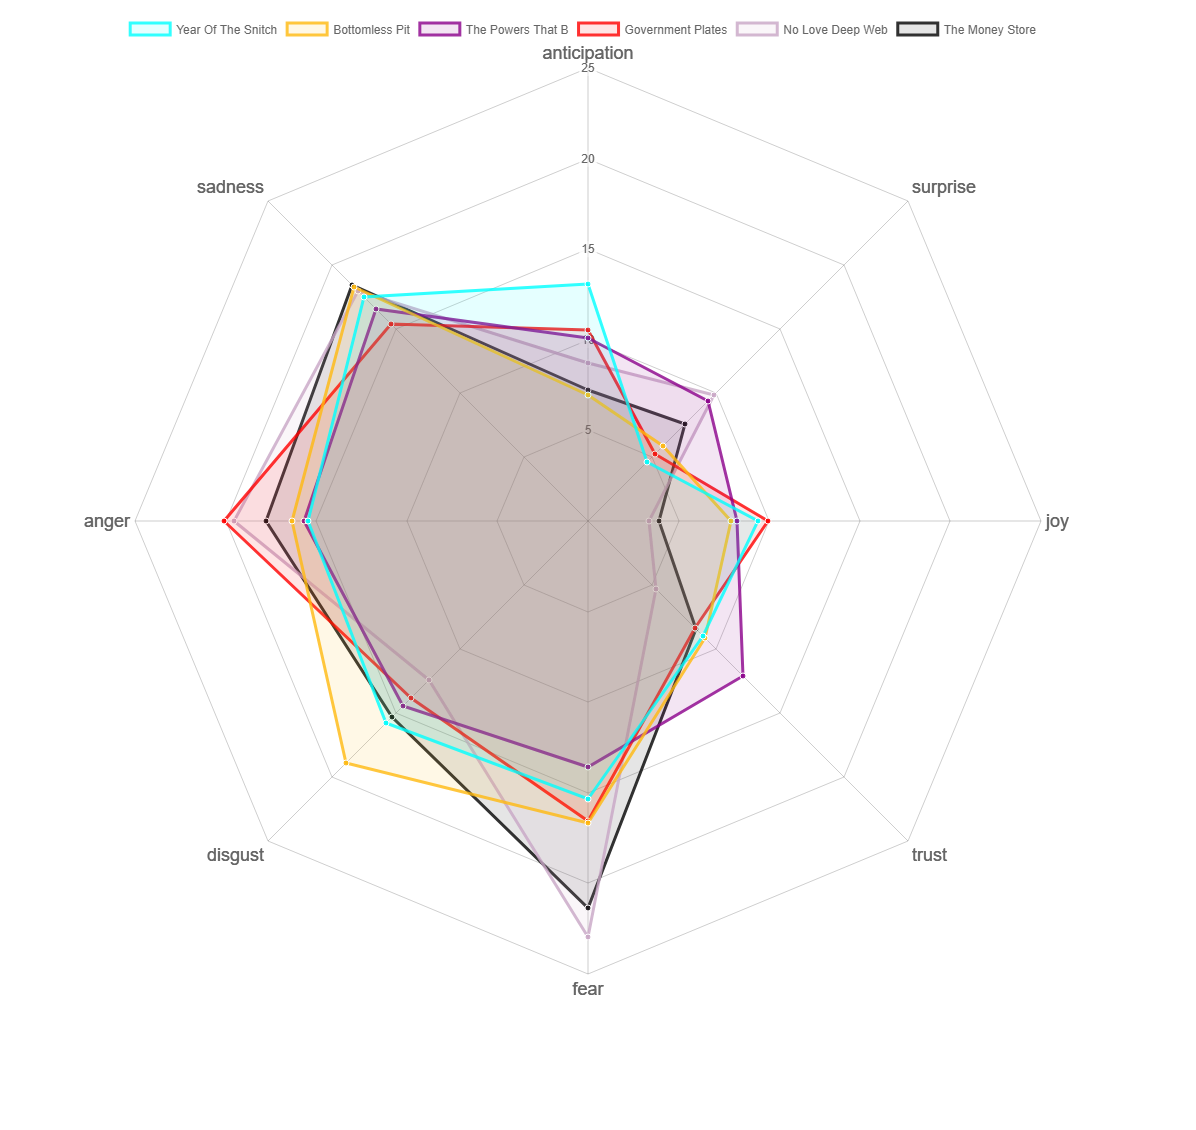 Year Of The Snitch Bottomless Pit The Powers That B Government Plates No Love Deep Web The Money Store
anticipation
25
20
sadness
surprise
15
10
5
anger
joy
disgust
trust
fear